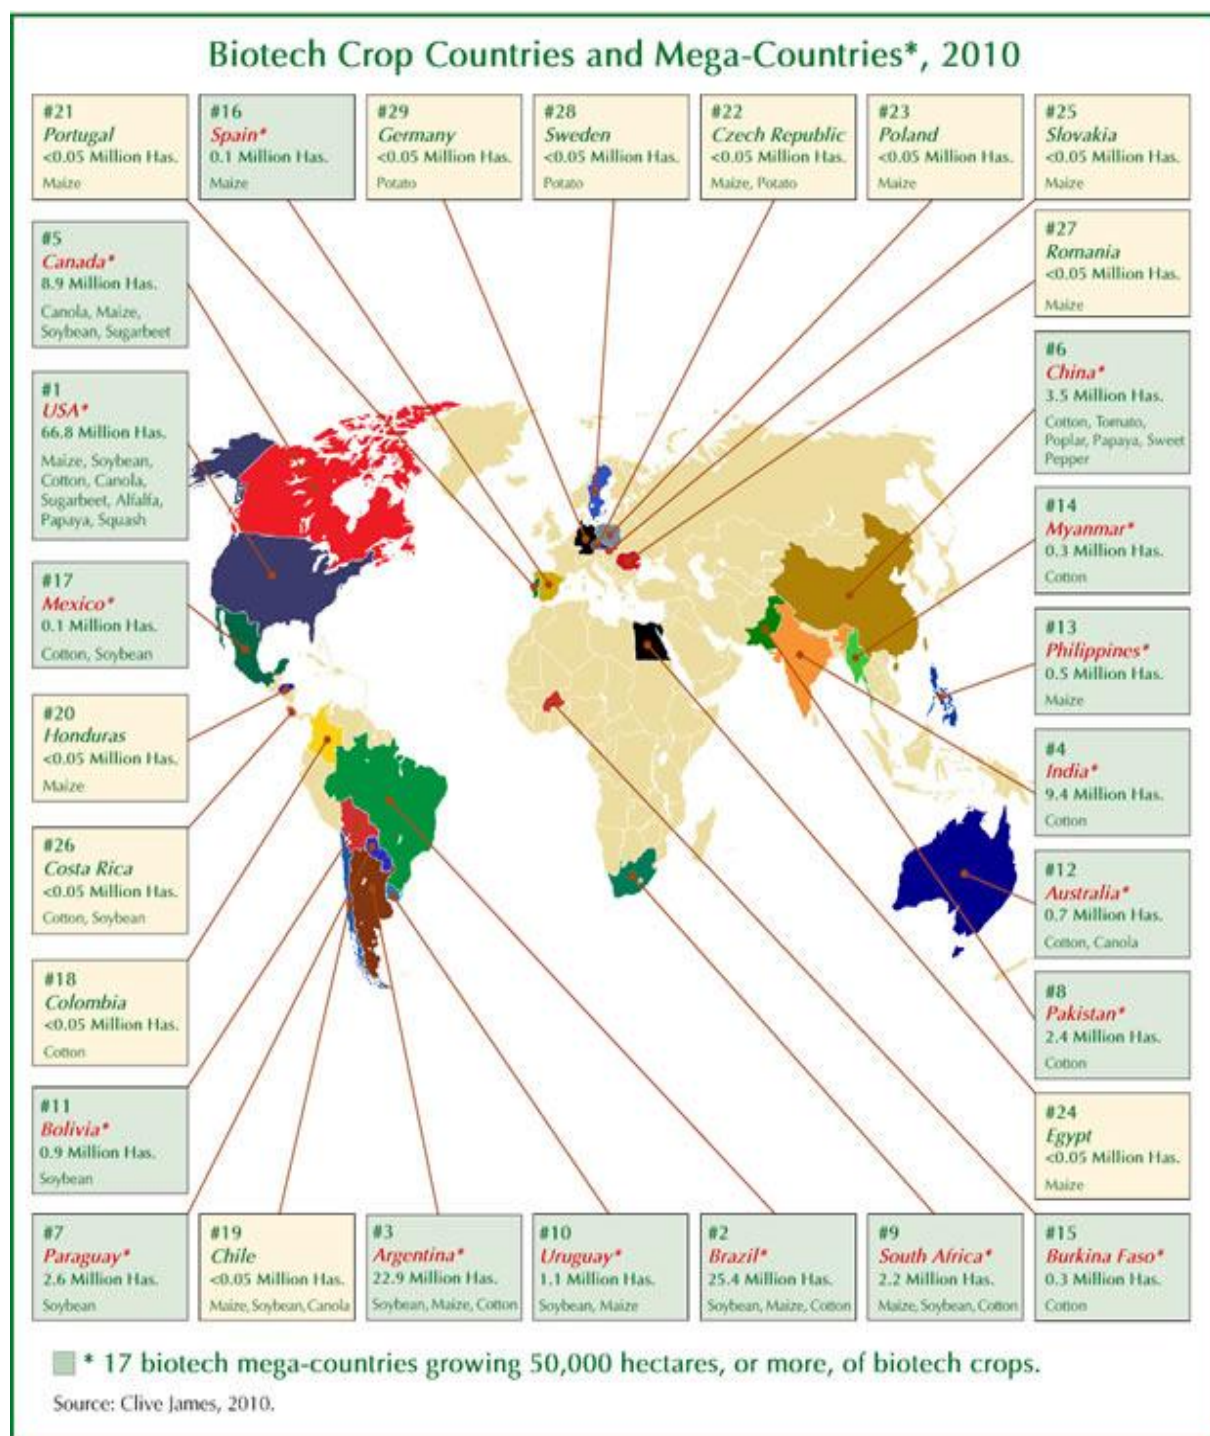 Biotech Crop Countries and Mega-Countries*, 2010
#21
Portugal
<0.05 Million Has.
Maize
#16
Spain*
0.1 Million Has.
Maize
#29
Germany
<0.05 Million Has.
Potato
#28
Sweden
<0.05 Million Has.
Potato
#22
Czech Republic
<0.05 Million Has.
Maize, Potato
#23
Poland
<0.05 Million Has.
Maize
#25
Slovakia
<0.05 Million Has.
Maize
#5
Canada*
8.9 Million Has.
Canola, Maize,
Soybean, Sugarbeet
#27
Romania
<0.05 Million Has.
Maize
#1
USA*
66.8 Million Has.
Maize, Soybean,
Cotton, Canola,
Sugarbeet, Alfalfa,
Papaya, Squash
#6
China*
3.5 Million Has.
Cotton, Tomato,
Poplar, Papaya, Sweet
Pepper
#14
Myanmar*
0.3 Million Has.
Cotton
#17
Mexico*
0.1 Million Has.
Cotton, Soybean
#13
Philippines*
0.5 Million Has.
Maize
#20
Honduras
<0.05 Million Has.
Maize
#4
India*
9.4 Million Has.
Cotton
#26
Costa Rica
<0.05 Million Has.
Cotton, Soybean
#12
Australia*
0.7 Million Has.
Cotton, Canola
#18
Colombia
<0.05 Million Has.
Cotton
#8
Pakistan*
2.4 Million Has.
Cotton
#11
Bolivia*
0.9 Million Has.
Soybean
#24
Egypt
<0.05 Million Has.
Maize
#7
Paraguay*
2.6 Million Has.
Soybean
#19
Chile
<0.05 Million Has.
Maize, Soybean, Canola
#3
Argentina*
22.9 Million Has.
Soybean, Maize, Cotton
#10
Uruguay*
1.1 Million Has.
Soybean, Maize
#2
Brazil*
25.4 Million Has.
Soybean, Maize, Cotton
#9
South Africa*
2.2 Million Has.
Maize, Soybean, Cotton
#15
Burkina Faso*
0.3 Million Has.
Cotton
* 17 biotech mega-countries growing 50,000 hectares, or more, of biotech crops.
Source: Clive James, 2010.